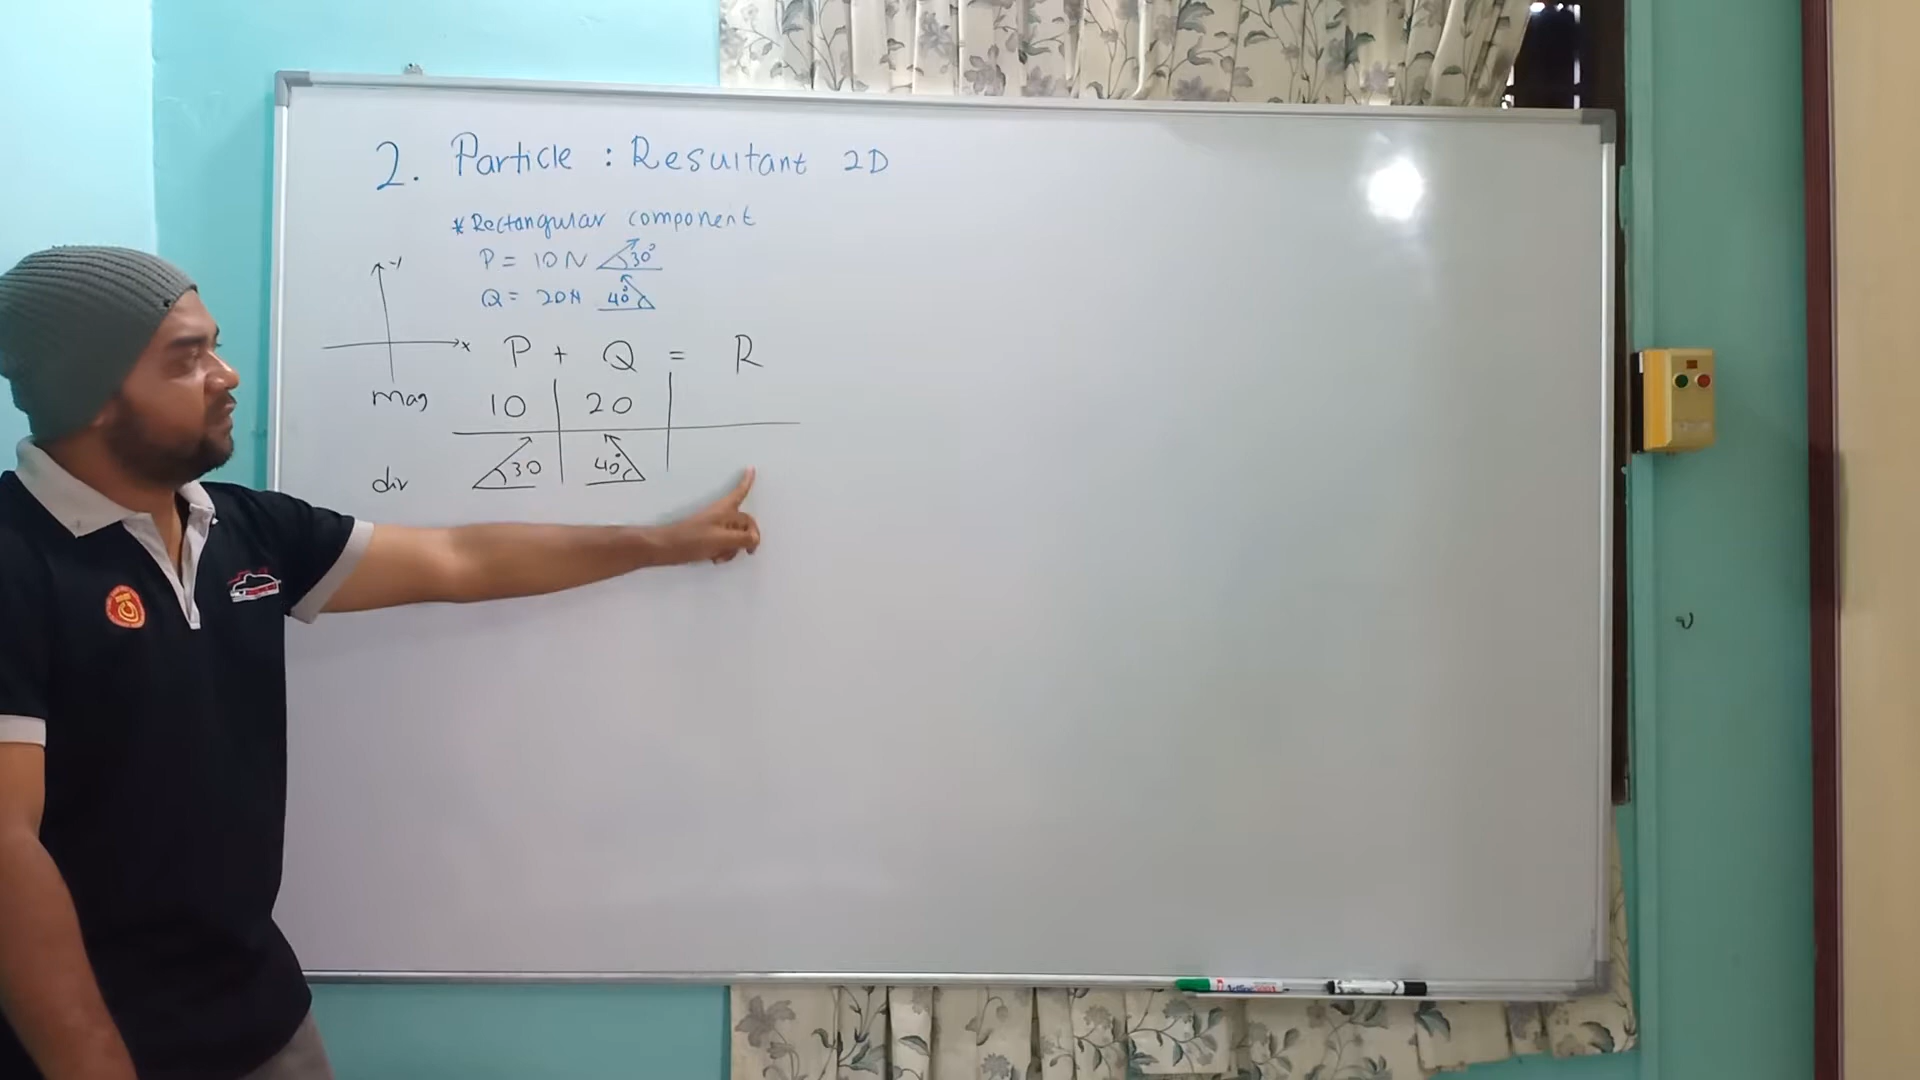 2. Particle : Resultant 2D
* Rectangular component
P = 10N 30°
Q = 20N 40°
Y
x
P + Q = R
mag 10 20
dir 30 40°